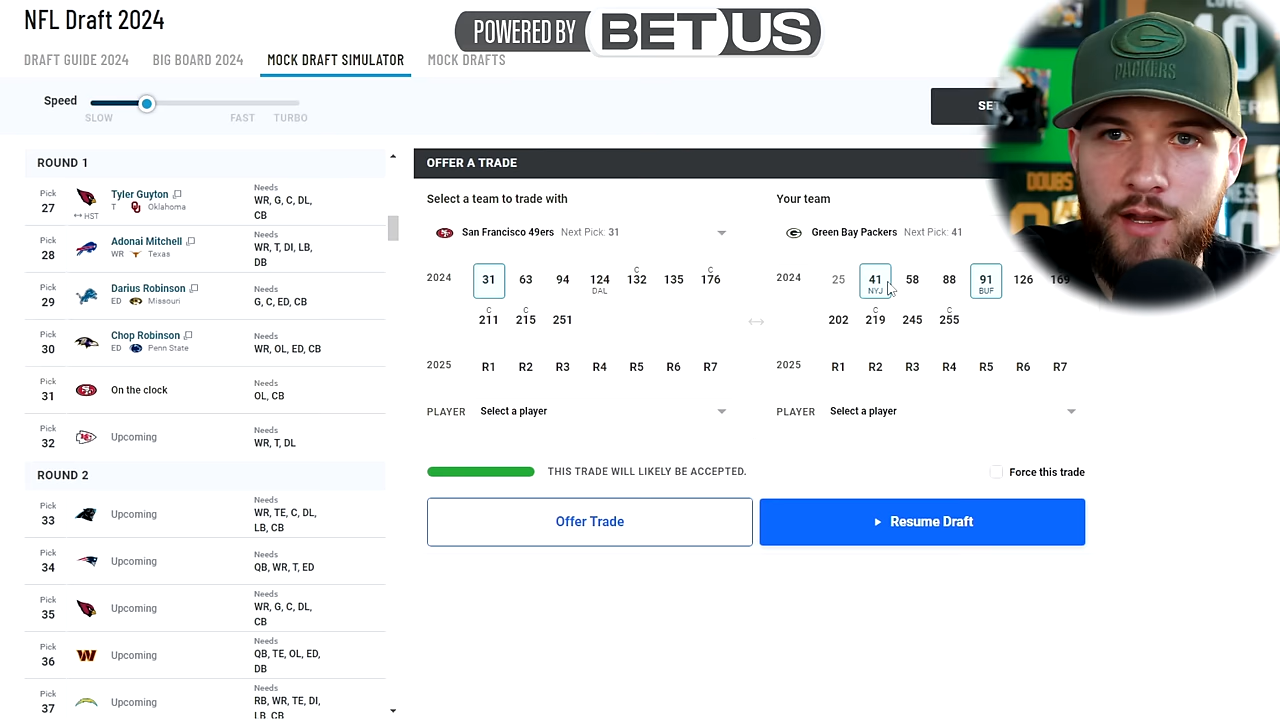 NFL Draft 2024
POWERED BY BETUS
DRAFT GUIDE 2024 BIG BOARD 2024 MOCK DRAFT SIMULATOR MOCK DRAFTS
Speed
SLOW FAST TURBO
SET
PACKERS
DOUBS
ROUND 1
Pick 27 HST Tyler Guyton T Oklahoma Needs WR, G, C, DL, CB
Pick 28 Adonai Mitchell WR Texas Needs WR, T, DI, LB, DB
Pick 29 Darius Robinson ED Missouri Needs G, C, ED, CB
Pick 30 Chop Robinson ED Penn State Needs WR, OL, ED, CB
Pick 31 On the clock Needs OL, CB
Pick 32 Upcoming Needs WR, T, DL
ROUND 2
Pick 33 Upcoming Needs WR, TE, C, DL, LB, CB
Pick 34 Upcoming Needs QB, WR, T, ED
Pick 35 Upcoming Needs WR, G, C, DL, CB
Pick 36 Upcoming Needs QB, TE, OL, ED, DB
Pick 37 Upcoming Needs RB, WR, TE, DI, LB, CB
OFFER A TRADE
Select a team to trade with
San Francisco 49ers Next Pick: 31
2024 31 63 94 124 DAL C 132 135 C 176
C 211 C 215 251
2025 R1 R2 R3 R4 R5 R6 R7
PLAYER Select a player
Your team
Green Bay Packers Next Pick: 41
2024 25 41 NYJ 58 88 91 BUF 126 169
202 C 219 245 C 255
2025 R1 R2 R3 R4 R5 R6 R7
PLAYER Select a player
THIS TRADE WILL LIKELY BE ACCEPTED.
Force this trade
Offer Trade
Resume Draft